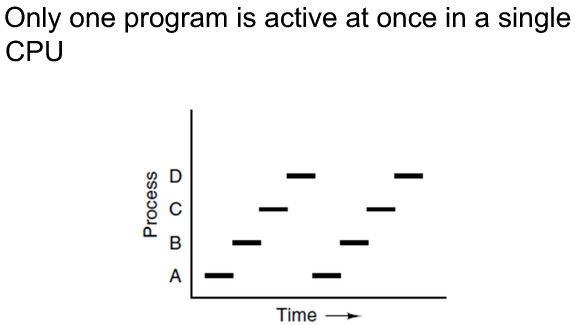 Only one program is active at once in a single
CPU
Process
D
C
B
A
Time